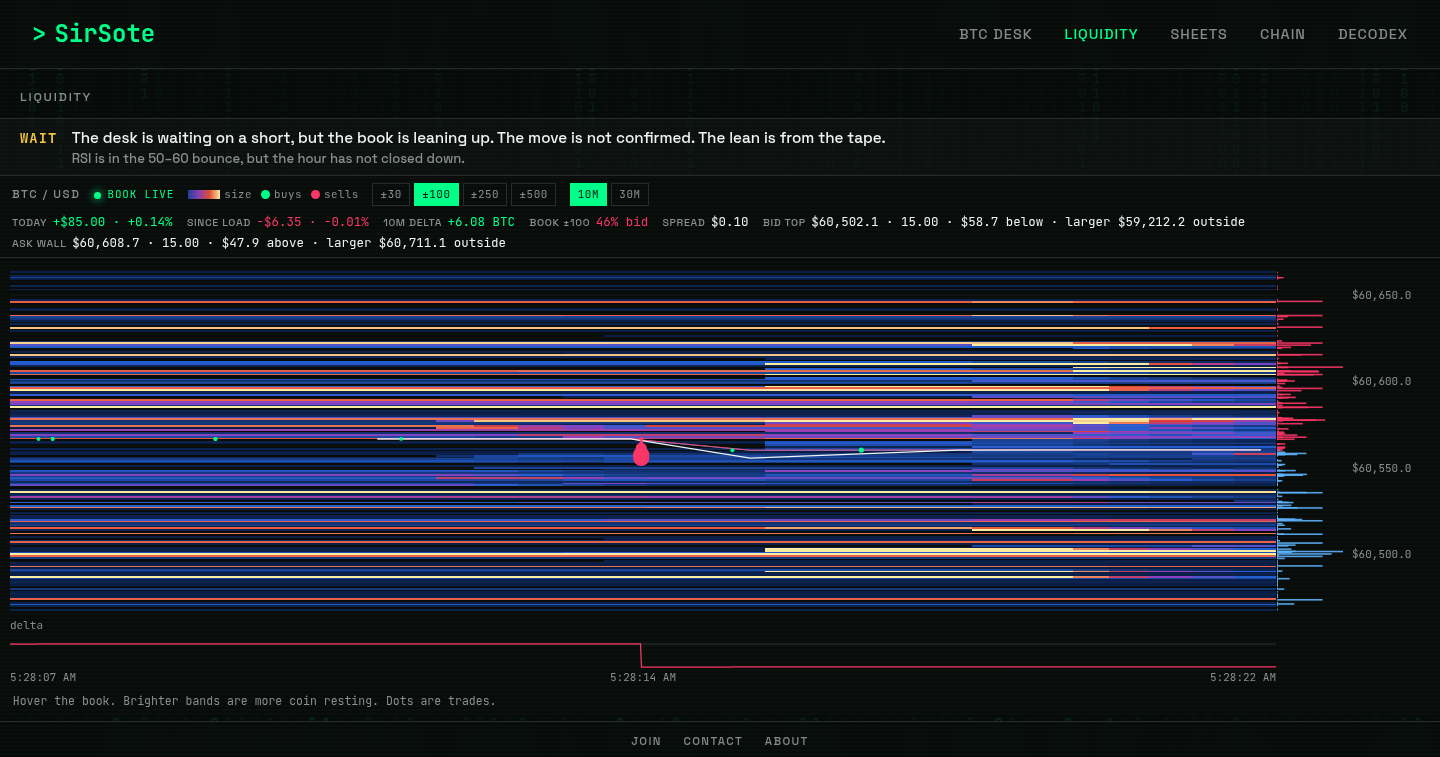 > SirSote
BTC DESK LIQUIDITY SHEETS CHAIN DECODEX
LIQUIDITY
WAIT The desk is waiting on a short, but the book is leaning up. The move is not confirmed. The lean is from the tape.
RSI is in the 50–60 bounce, but the hour has not closed down.
BTC / USD BOOK LIVE size buys sells ±30 ±100 ±250 ±500 10M 30M
TODAY +$85.00 · +0.14% SINCE LOAD -$6.35 · -0.01% 10M DELTA +6.08 BTC BOOK ±100 46% bid SPREAD $0.10 BID TOP $60,502.1 · 15.00 · $58.7 below · larger $59,212.2 outside
ASK WALL $60,608.7 · 15.00 · $47.9 above · larger $60,711.1 outside
$60,650.0
$60,600.0
$60,550.0
$60,500.0
delta
5:28:07 AM 5:28:14 AM 5:28:22 AM
Hover the book. Brighter bands are more coin resting. Dots are trades.
JOIN CONTACT ABOUT